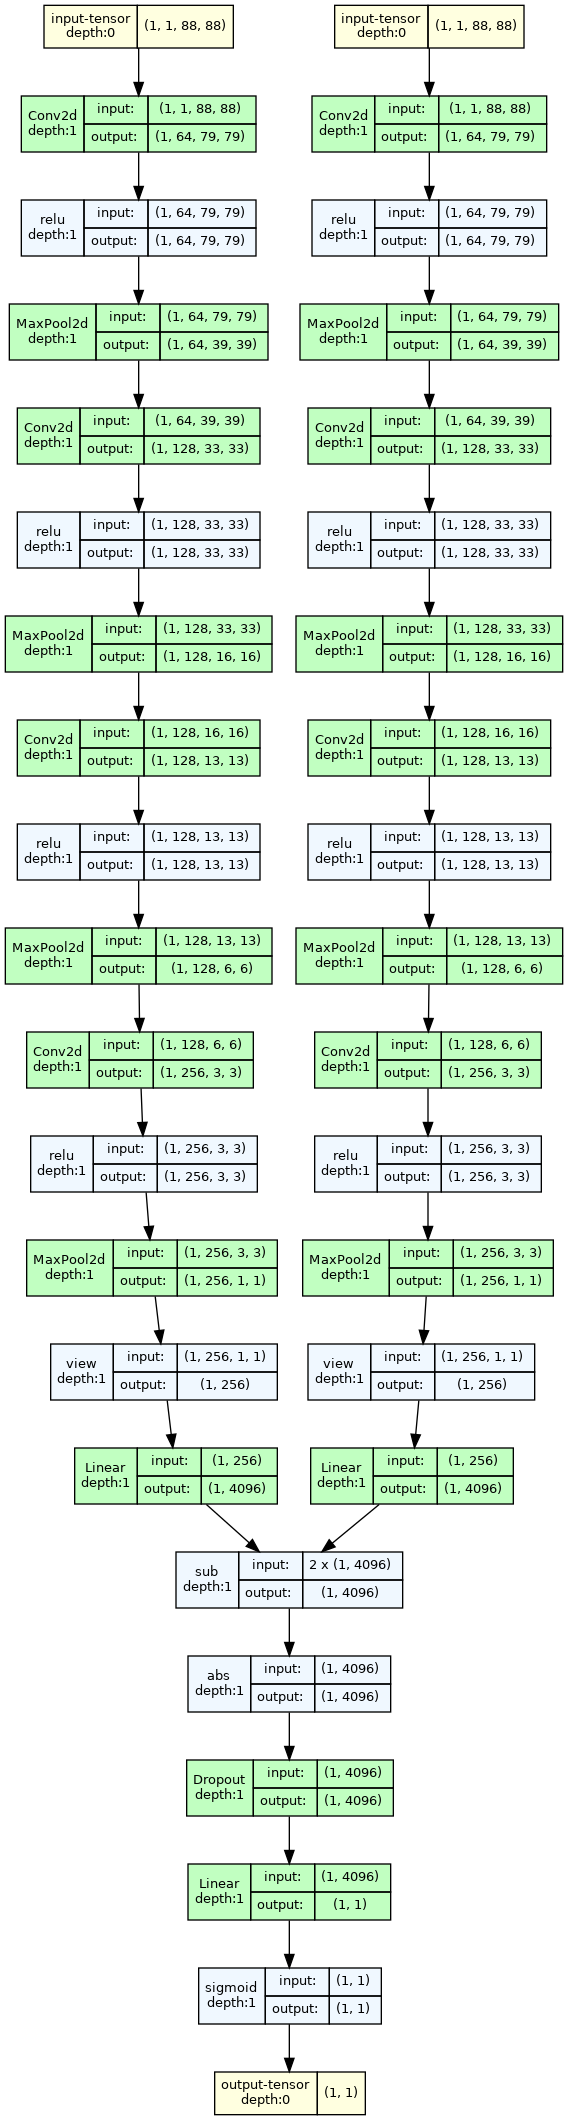 input-tensor
depth:0
(1, 1, 88, 88)
input-tensor
depth:0
(1, 1, 88, 88)
Conv2d
depth:1
input:
(1, 1, 88, 88)
output:
(1, 64, 79, 79)
Conv2d
depth:1
input:
(1, 1, 88, 88)
output:
(1, 64, 79, 79)
relu
depth:1
input:
(1, 64, 79, 79)
output:
(1, 64, 79, 79)
relu
depth:1
input:
(1, 64, 79, 79)
output:
(1, 64, 79, 79)
MaxPool2d
depth:1
input:
(1, 64, 79, 79)
output:
(1, 64, 39, 39)
MaxPool2d
depth:1
input:
(1, 64, 79, 79)
output:
(1, 64, 39, 39)
Conv2d
depth:1
input:
(1, 64, 39, 39)
output:
(1, 128, 33, 33)
Conv2d
depth:1
input:
(1, 64, 39, 39)
output:
(1, 128, 33, 33)
relu
depth:1
input:
(1, 128, 33, 33)
output:
(1, 128, 33, 33)
relu
depth:1
input:
(1, 128, 33, 33)
output:
(1, 128, 33, 33)
MaxPool2d
depth:1
input:
(1, 128, 33, 33)
output:
(1, 128, 16, 16)
MaxPool2d
depth:1
input:
(1, 128, 33, 33)
output:
(1, 128, 16, 16)
Conv2d
depth:1
input:
(1, 128, 16, 16)
output:
(1, 128, 13, 13)
Conv2d
depth:1
input:
(1, 128, 16, 16)
output:
(1, 128, 13, 13)
relu
depth:1
input:
(1, 128, 13, 13)
output:
(1, 128, 13, 13)
relu
depth:1
input:
(1, 128, 13, 13)
output:
(1, 128, 13, 13)
MaxPool2d
depth:1
input:
(1, 128, 13, 13)
output:
(1, 128, 6, 6)
MaxPool2d
depth:1
input:
(1, 128, 13, 13)
output:
(1, 128, 6, 6)
Conv2d
depth:1
input:
(1, 128, 6, 6)
output:
(1, 256, 3, 3)
Conv2d
depth:1
input:
(1, 128, 6, 6)
output:
(1, 256, 3, 3)
relu
depth:1
input:
(1, 256, 3, 3)
output:
(1, 256, 3, 3)
relu
depth:1
input:
(1, 256, 3, 3)
output:
(1, 256, 3, 3)
MaxPool2d
depth:1
input:
(1, 256, 3, 3)
output:
(1, 256, 1, 1)
MaxPool2d
depth:1
input:
(1, 256, 3, 3)
output:
(1, 256, 1, 1)
view
depth:1
input:
(1, 256, 1, 1)
output:
(1, 256)
view
depth:1
input:
(1, 256, 1, 1)
output:
(1, 256)
Linear
depth:1
input:
(1, 256)
output:
(1, 4096)
Linear
depth:1
input:
(1, 256)
output:
(1, 4096)
sub
depth:1
input:
2 x (1, 4096)
output:
(1, 4096)
abs
depth:1
input:
(1, 4096)
output:
(1, 4096)
Dropout
depth:1
input:
(1, 4096)
output:
(1, 4096)
Linear
depth:1
input:
(1, 4096)
output:
(1, 1)
sigmoid
depth:1
input:
(1, 1)
output:
(1, 1)
output-tensor
depth:0
(1, 1)